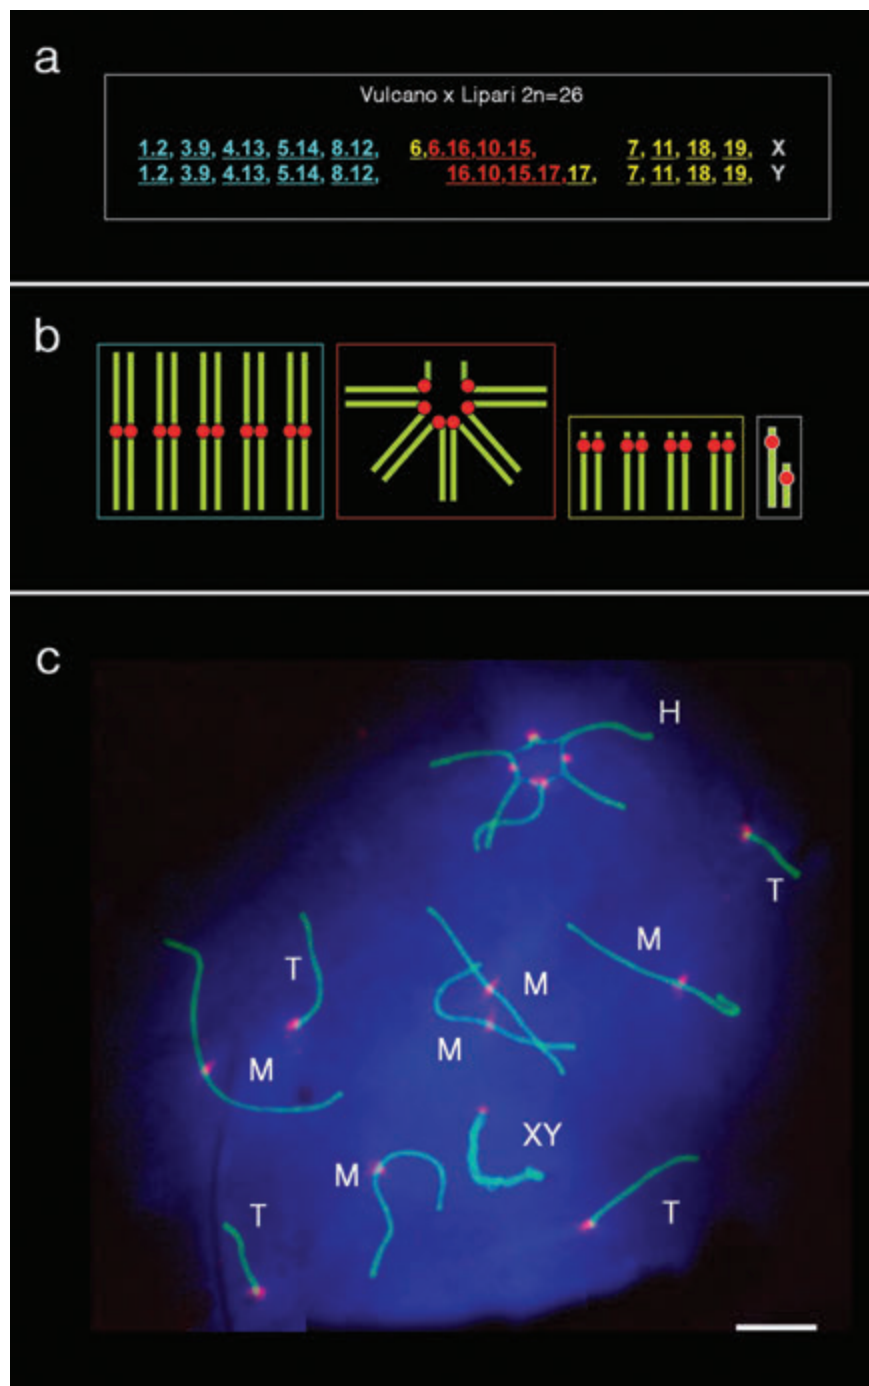 a
Vulcano x Lipari 2n=26
1.2, 3.9, 4.13, 5.14, 8.12, 6,6.16,10.15, 7, 11, 18, 19, X
1.2, 3.9, 4.13, 5.14, 8.12, 16.10,15.17,17, 7, 11, 18, 19, Y
b
c
H
T
M
T
M
M
M
XY
M
T
T